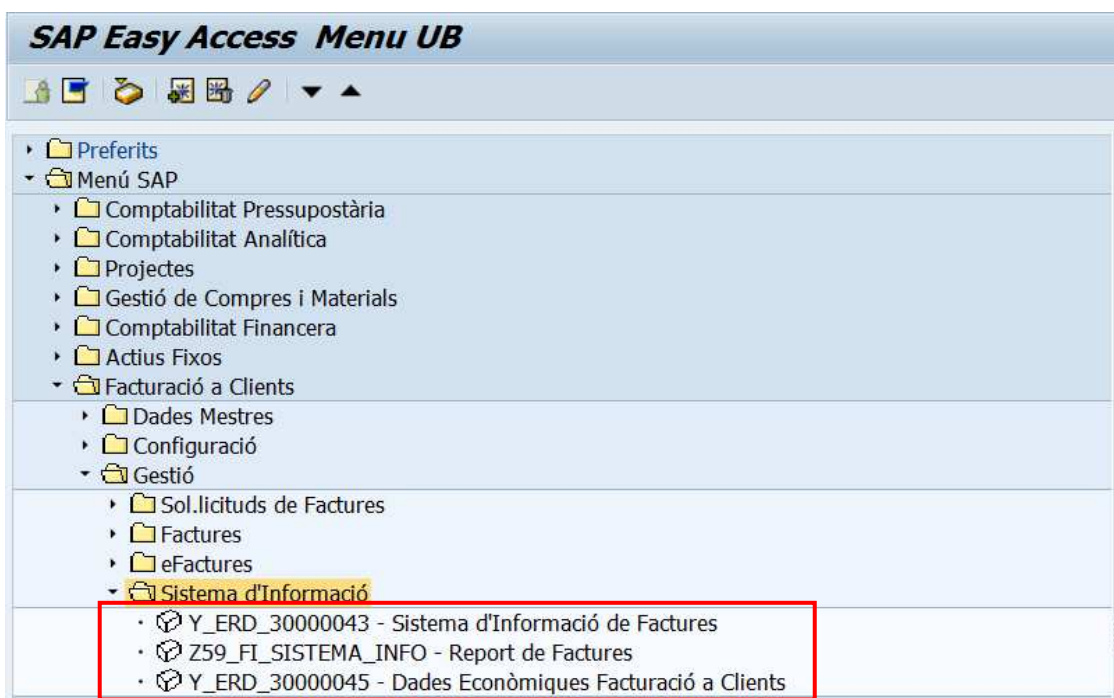 SAP Easy Access Menu UB
Preferits
Menú SAP
Comptabilitat Pressupostària
Comptabilitat Analítica
Projectes
Gestió de Compres i Materials
Comptabilitat Financera
Actius Fixos
Facturació a Clients
Dades Mestres
Configuració
Gestió
Sol.licituds de Factures
Factures
eFactures
Sistema d'Informació
Y_ERD_30000043 - Sistema d'Informació de Factures
Z59_FI_SISTEMA_INFO - Report de Factures
Y_ERD_30000045 - Dades Econòmiques Facturació a Clients